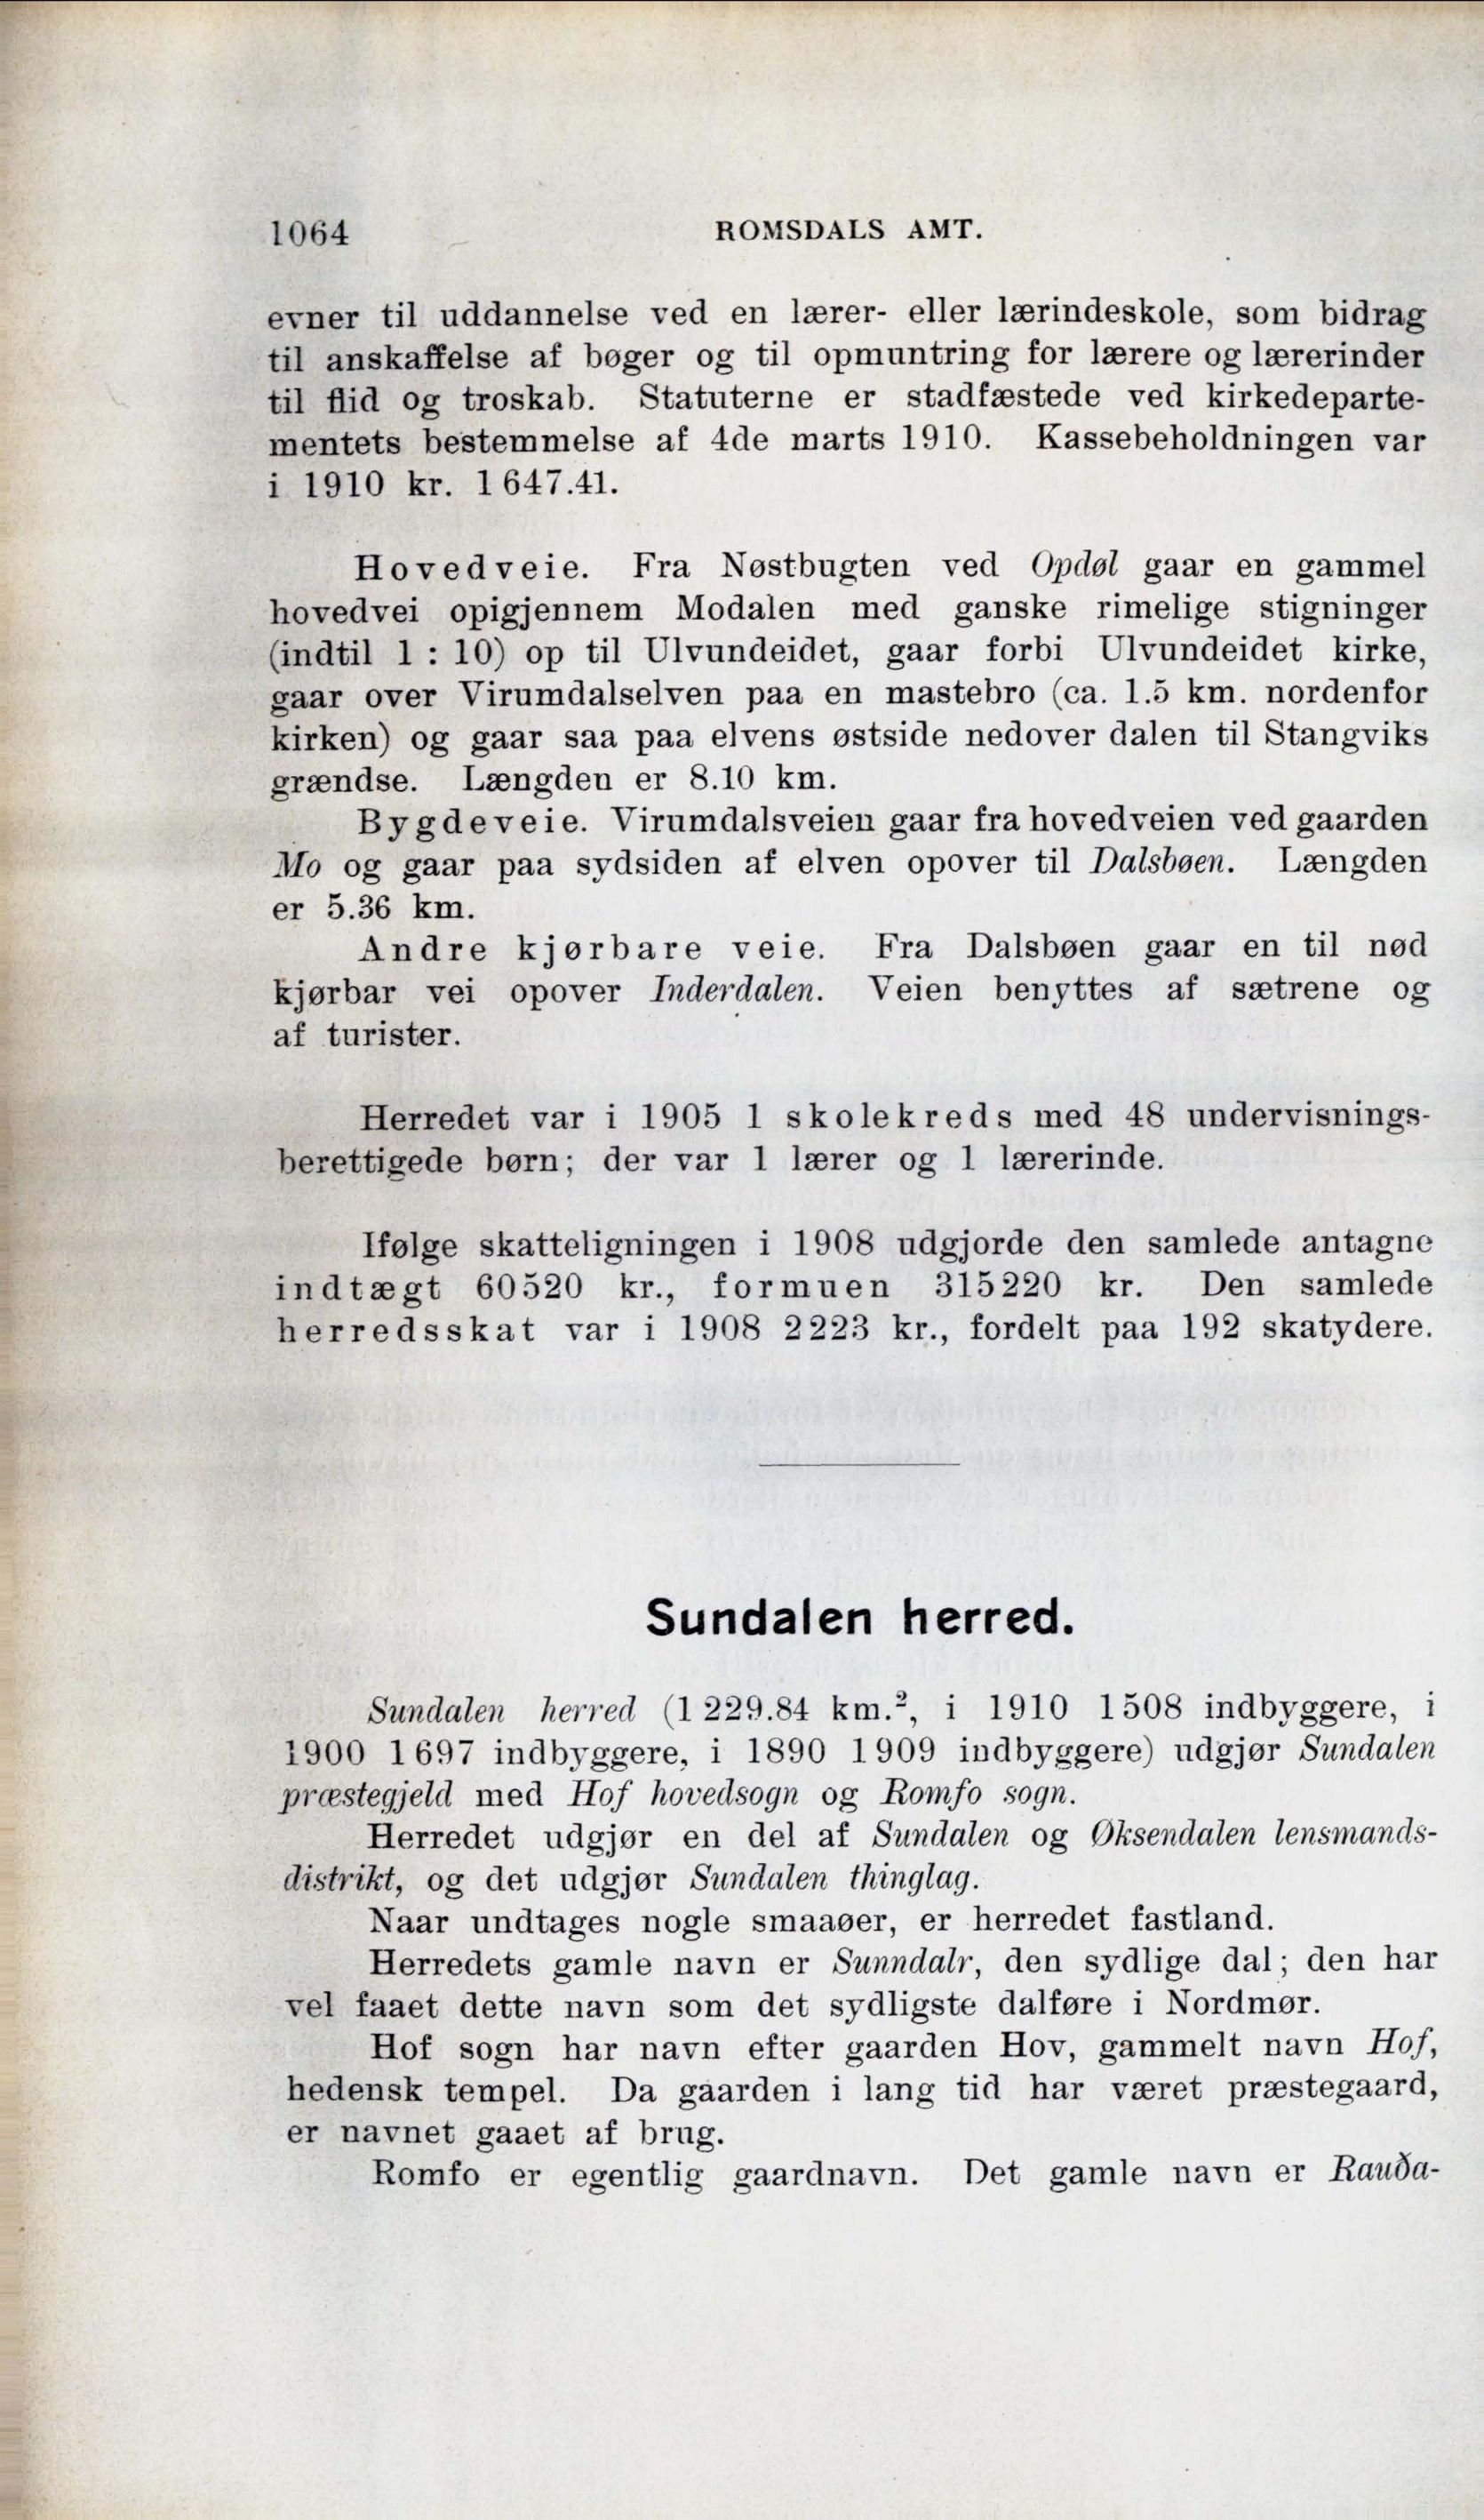 1064 ROMSDALS AMT.
evner til uddannelse ved en lærer- eller lærindeskole, som bidrag
til anskaffelse af bøger og til opmuntring for lærere og lærerinder
til flid og troskab. Statuterne er stadfæstede ved kirkedeparte-
mentets bestemmelse af 4de marts 1910. Kassebeholdningen var
i 1910 kr. 1 647.41.
Hovedveie. Fra Nøstbugten ved Opdøl gaar en gammel
hovedvei opigjennem Modalen med ganske rimelige stigninger
(indtil 1 : 10) op til Ulvundeidet, gaar forbi Ulvundeidet kirke,
gaar over Virumdalselven paa en mastebro (ca. 1.5 km. nordenfor
kirken) og gaar saa paa elvens østside nedover dalen til Stangviks
grændse. Længden er 8.10 km.
Bygdeveie. Virumdalsveien gaar fra hovedveien ved gaarden
Mo og gaar paa sydsiden af elven opover til Dalsbøen. Længden
er 5.36 km.
Andre kjørbare veie. Fra Dalsbøen gaar en til nød
kjørbar vei opover Inderdalen. Veien benyttes af sætrene og
af turister.
Herredet var i 1905 1 skolekreds med 48 undervisnings-
berettigede børn; der var 1 lærer og 1 lærerinde.
Ifølge skatteligningen i 1908 udgjorde den samlede antagne
indtægt 60520 kr., formuen 315220 kr. Den samlede
herredsskat var i 1908 2223 kr., fordelt paa 192 skatydere.
Sundalen herred.
Sundalen herred (1 229.84 km.², i 1910 1508 indbyggere, i
1900 1697 indbyggere, i 1890 1909 indbyggere) udgjør Sundalen
præstegjeld med Hof hovedsogn og Romfo sogn.
Herredet udgjør en del af Sundalen og Øksendalen lensmands-
distrikt, og det udgjør Sundalen thinglag.
Naar undtages nogle smaaøer, er herredet fastland.
Herredets gamle navn er Sunndalr, den sydlige dal; den har
vel faaet dette navn som det sydligste dalføre i Nordmør.
Hof sogn har navn efter gaarden Hov, gammelt navn Hof,
hedensk tempel. Da gaarden i lang tid har været præstegaard,
er navnet gaaet af brug.
Romfo er egentlig gaardnavn. Det gamle navn er Rauða-